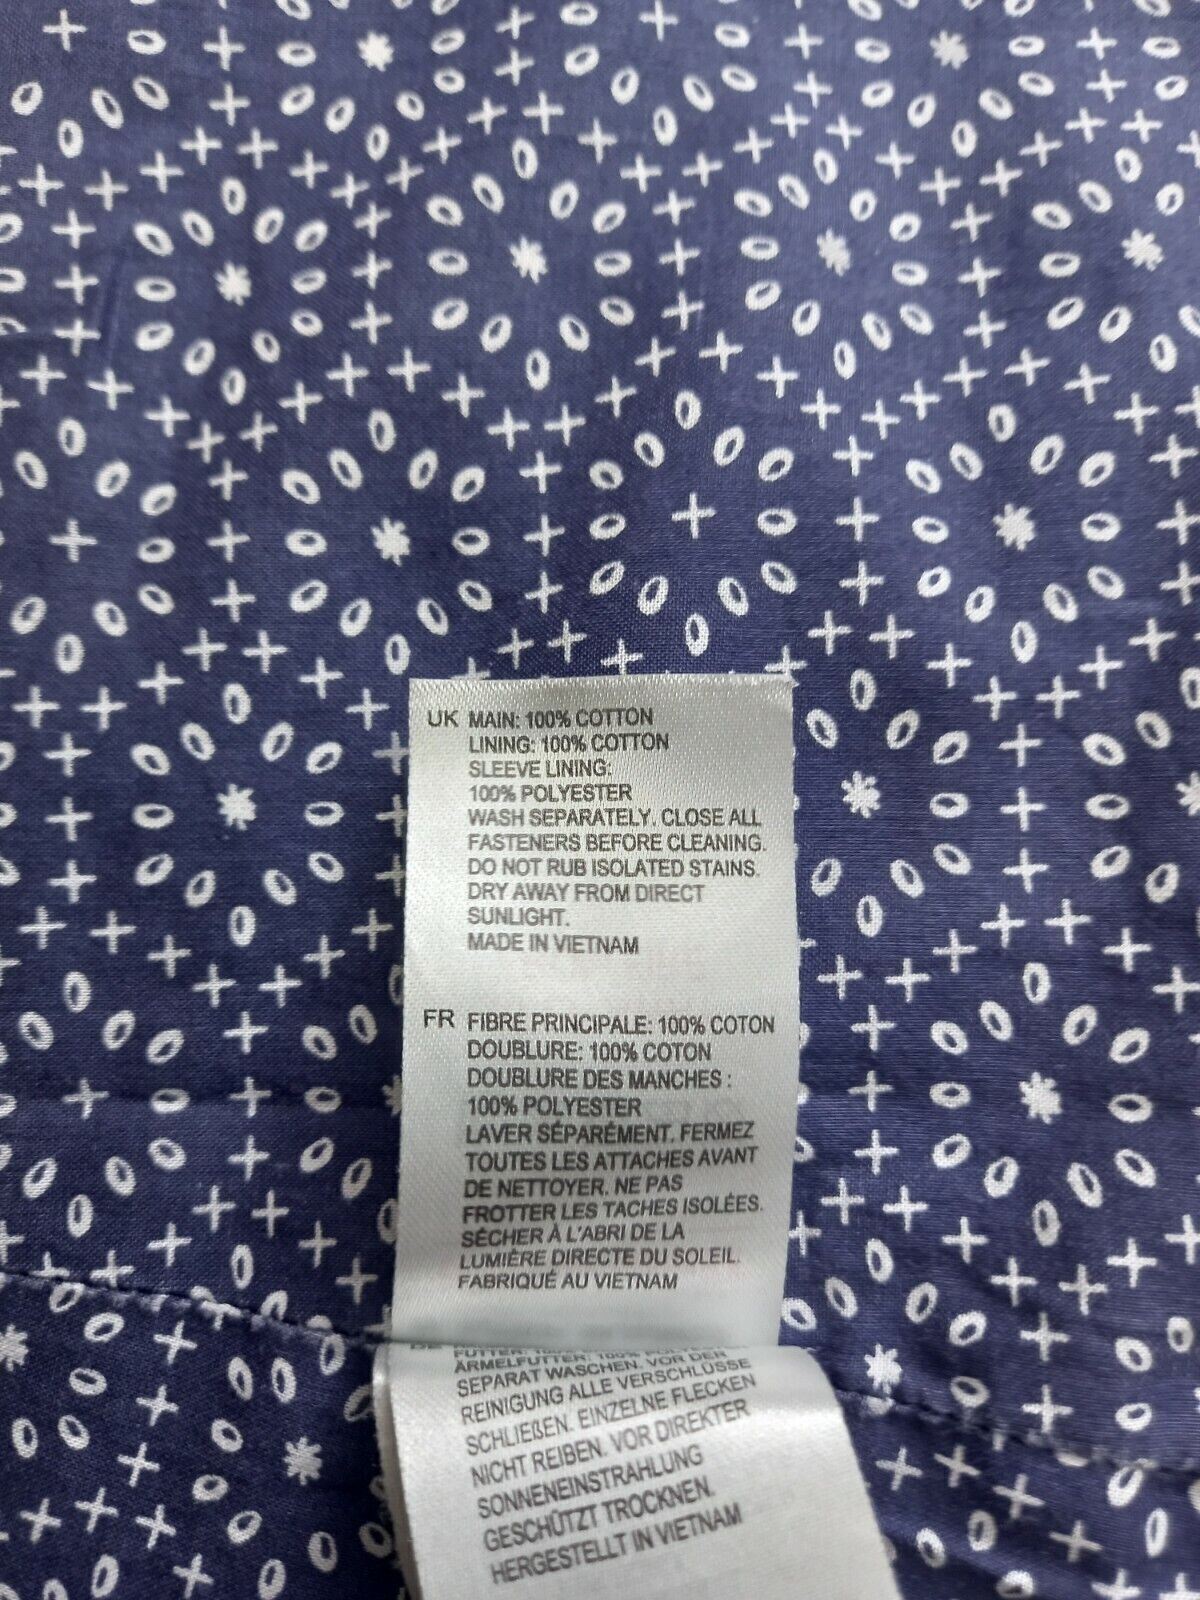 UK MAIN: 100% COTTON
LINING: 100% COTTON
SLEEVE LINING:
100% POLYESTER
WASH SEPARATELY. CLOSE ALL
FASTENERS BEFORE CLEANING.
DO NOT RUB ISOLATED STAINS.
DRY AWAY FROM DIRECT
SUNLIGHT.
MADE IN VIETNAM
FR FIBRE PRINCIPALE: 100% COTON
DOUBLURE: 100% COTON
DOUBLURE DES MANCHES :
100% POLYESTER
LAVER SÉPARÉMENT. FERMEZ
TOUTES LES ATTACHES AVANT
DE NETTOYER. NE PAS
FROTTER LES TACHES ISOLÉES.
SÉCHER À L'ABRI DE LA
LUMIÈRE DIRECTE DU SOLEIL.
FABRIQUÉ AU VIETNAM
FUTTER: 100%
ÄRMELFUTTER: 100%
SEPARAT WASCHEN. VOR DER
REINIGUNG ALLE VERSCHLÜSSE
SCHLIEßEN. EINZELNE FLECKEN
NICHT REIBEN. VOR DIREKTER
SONNENEINSTRAHLUNG
GESCHÜTZT TROCKNEN.
HERGESTELLT IN VIETNAM